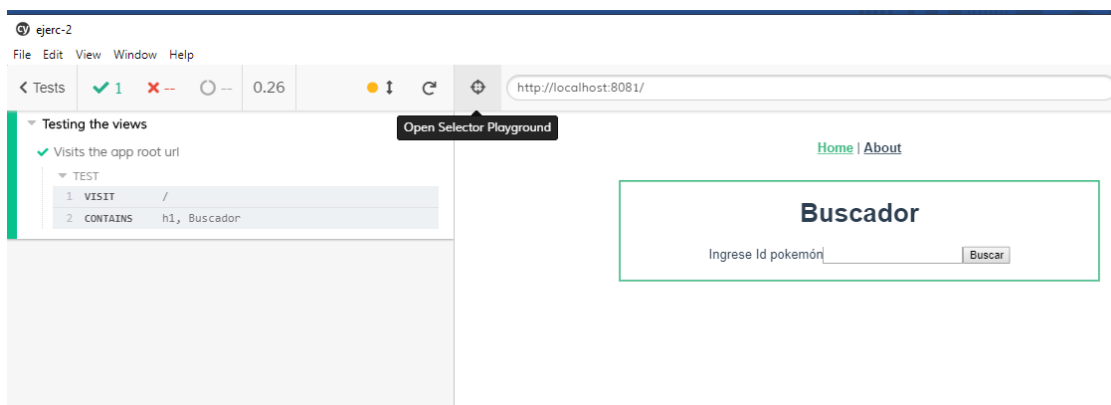 ejerc-2
File Edit View Window Help
Tests 1 -- -- 0.26 http://localhost:8081/
Open Selector Playground
Testing the views
Visits the app root url
TEST
1 VISIT /
2 CONTAINS h1, Buscador
Home | About
Buscador
Ingrese Id pokemón Buscar